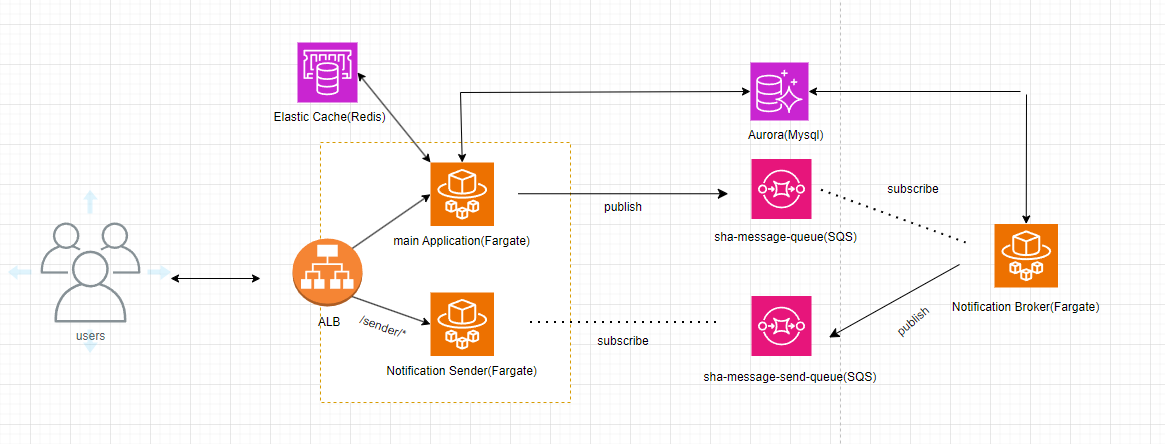 Elastic Cache(Redis)
Aurora(Mysql)
subscribe
publish
main Application(Fargate)
sha-message-queue(SQS)
Notification Broker(Fargate)
users
ALB
/sender/*
publish
subscribe
Notification Sender(Fargate)
sha-message-send-queue(SQS)